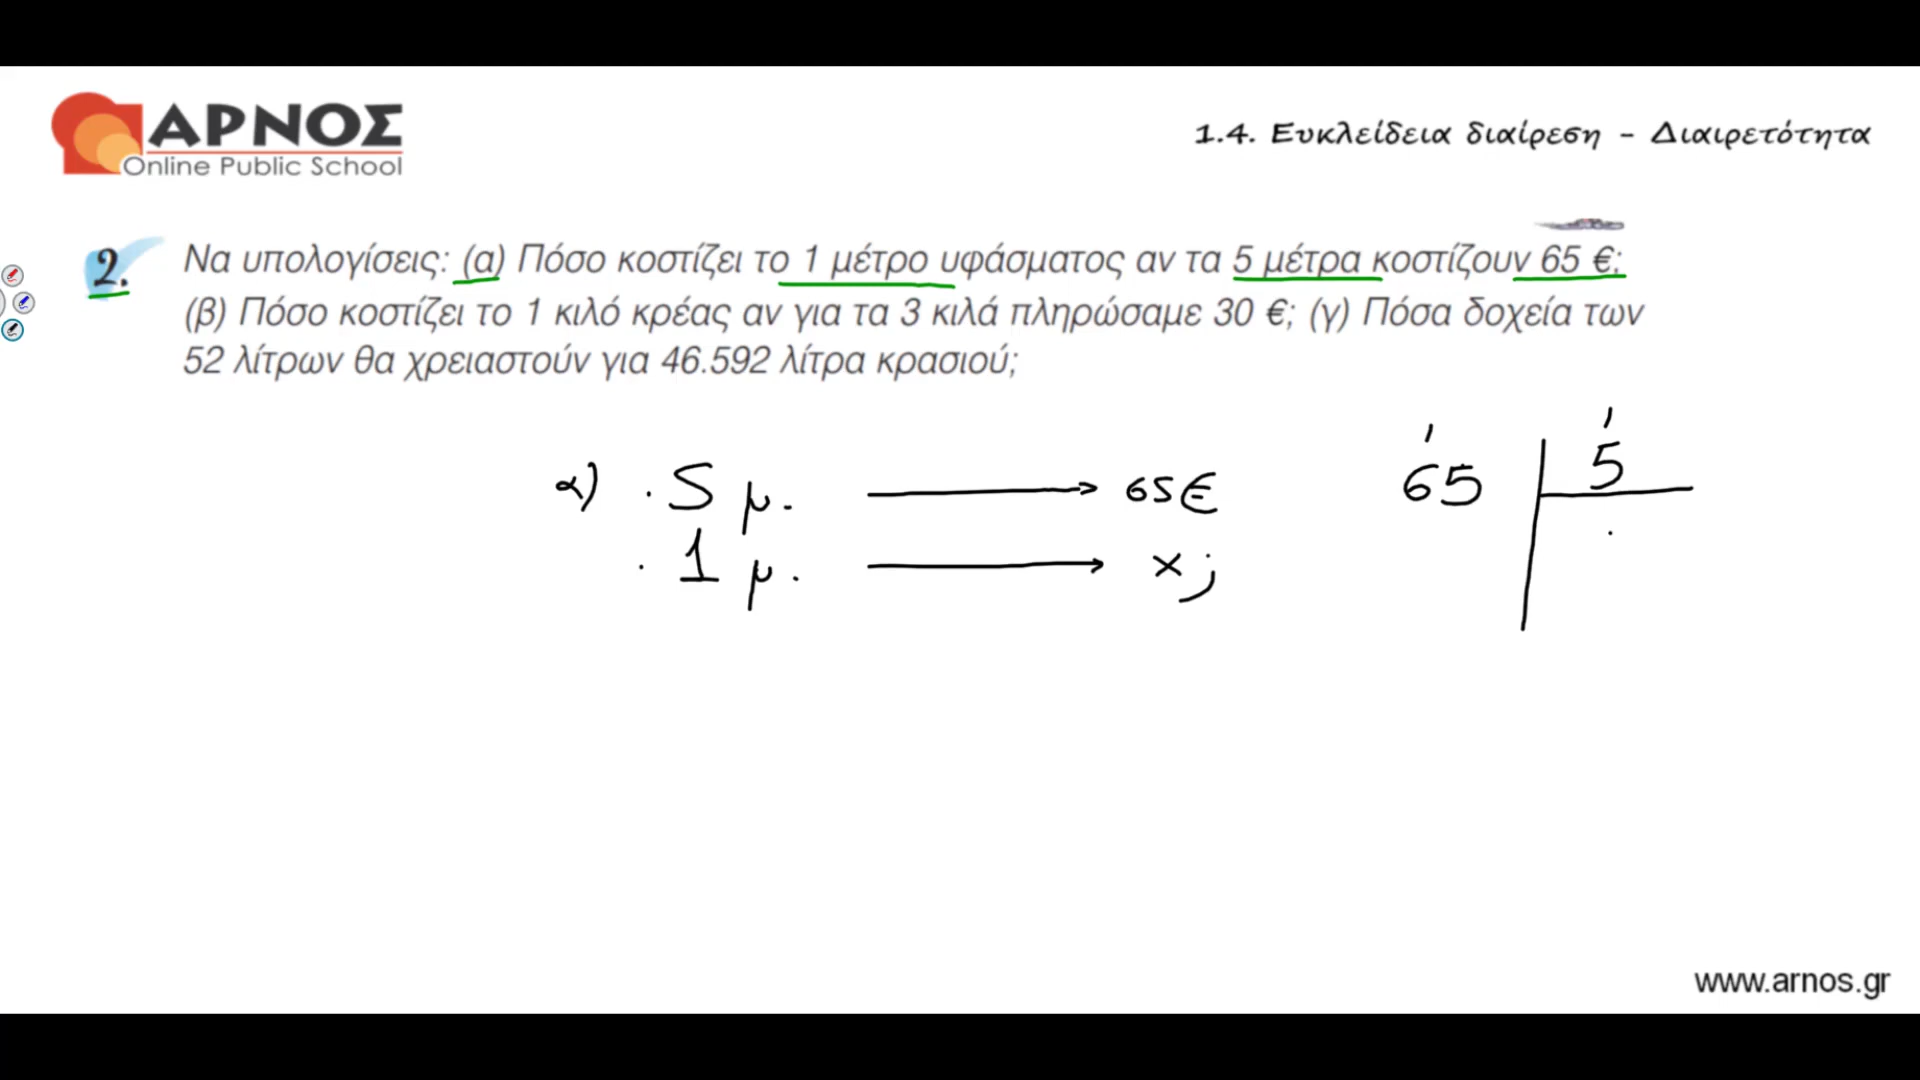 ΑΡΝΟΣ
Online Public School
1.4. Ευκλείδεια διαίρεση - Διαιρετότητα
2. Να υπολογίσεις: (α) Πόσο κοστίζει το 1 μέτρο υφάσματος αν τα 5 μέτρα κοστίζουν 65 €;
(β) Πόσο κοστίζει το 1 κιλό κρέας αν για τα 3 κιλά πληρώσαμε 30 €; (γ) Πόσα δοχεία των
52 λίτρων θα χρειαστούν για 46.592 λίτρα κρασιού;
α) . 5 μ. → 65€
. 1 μ. → x;
65 5
www.arnos.gr